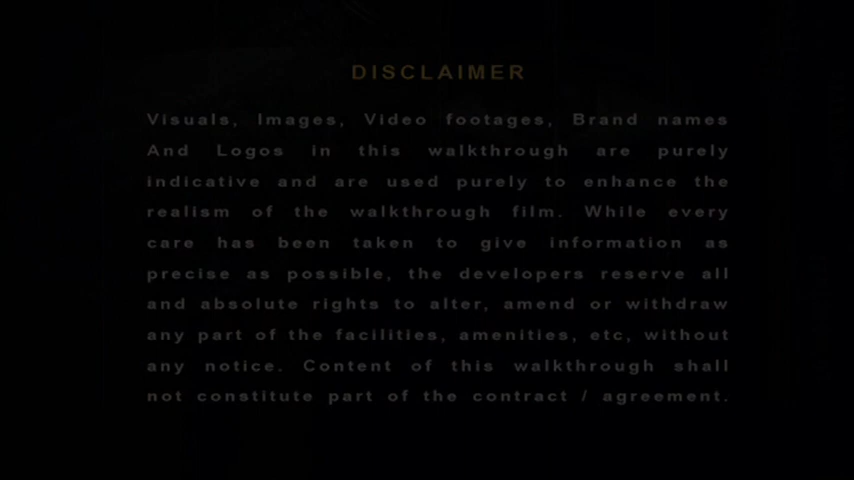 DISCLAIMER
Visuals, Images, Video footages, Brand names
And Logos in this walkthrough are purely
indicative and are used purely to enhance the
realism of the walkthrough film. While every
care has been taken to give information as
precise as possible, the developers reserve all
and absolute rights to alter, amend or withdraw
any part of the facilities, amenities, etc, without
any notice. Content of this walkthrough shall
not constitute part of the contract / agreement.